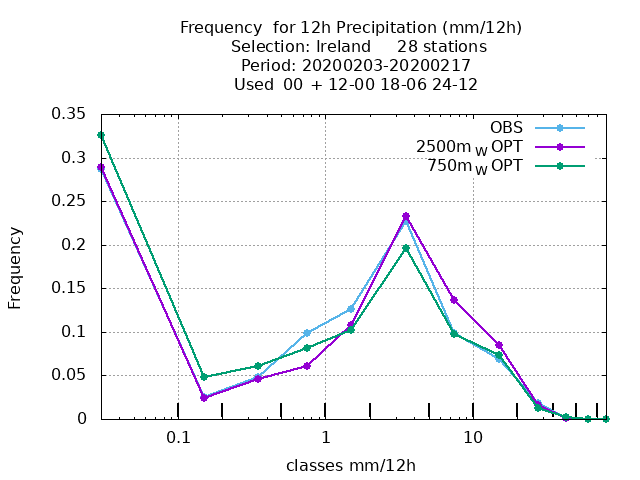 Frequency  for 12h Precipitation (mm/12h)
Selection: Ireland     28 stations
Period: 20200203-20200217
Used 00 + 12-00 18-06 24-12
0.35
0.3
0.25
0.2
0.15
0.1
0.05
0
Frequency
OBS
2500m_W OPT
750m_W OPT
0.1
1
10
classes mm/12h